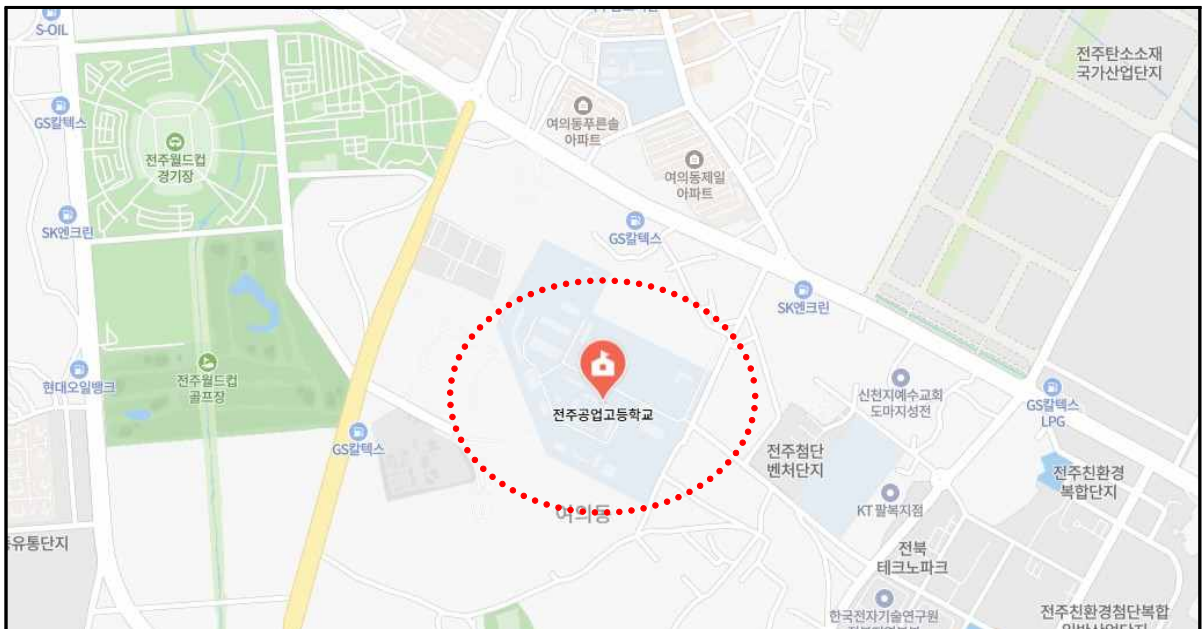 S-OIL
전주탄소소재
국가산업단지
GS칼텍스
여의동푸른솔
아파트
전주월드컵
경기장
여의동제일
아파트
SK엔크린
GS칼텍스
SK엔크린
현대오일뱅크
전주월드컵
골프장
신천지예수교회
도마지성전
GS칼텍스
LPG
전주공업고등학교
GS칼텍스
전주첨단
벤처단지
전주친환경
복합단지
KT 팔복지점
여의동
유통단지
전북
테크노파크
한국전자기술연구원
전주친환경첨단복합